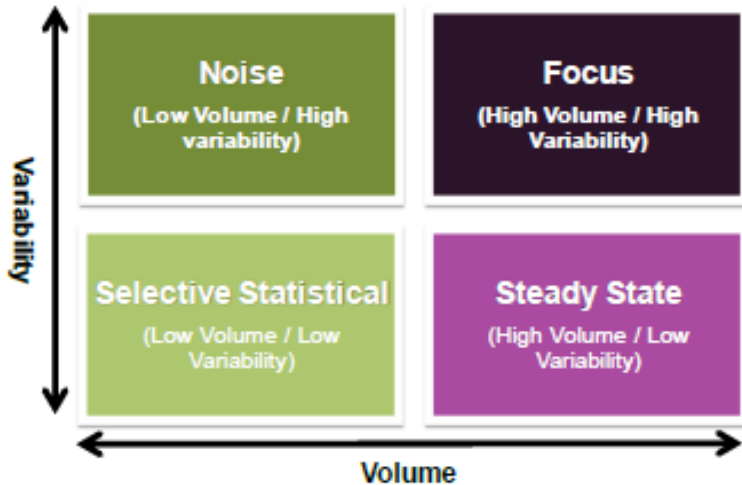 Noise
(Low Volume / High
variability)
Focus
(High Volume / High
Variability)
Variability
Selective Statistical
(Low Volume / Low
Variability)
Steady State
(High Volume / Low
Variability)
Volume